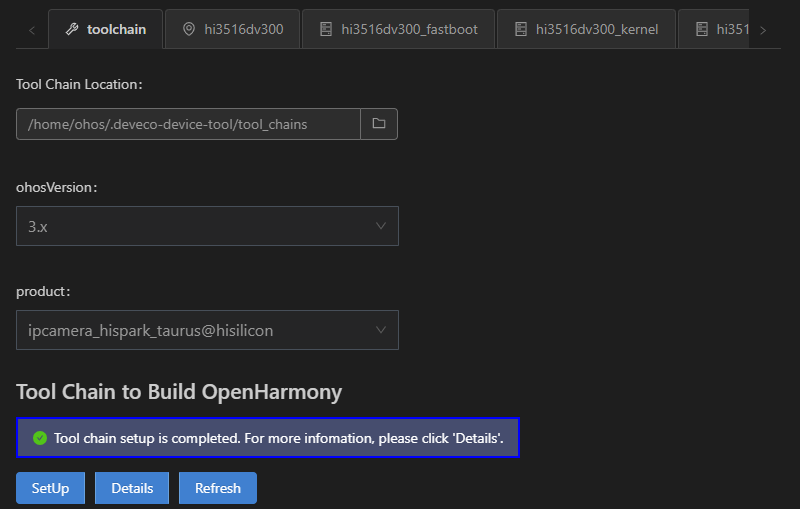 toolchain hi3516dv300 hi3516dv300_fastboot hi3516dv300_kernel hi351
Tool Chain Location:
/home/ohos/.deveco-device-tool/tool_chains
ohosVersion:
3.x
product:
ipcamera_hispark_taurus@hisilicon
Tool Chain to Build OpenHarmony
Tool chain setup is completed. For more infomation, please click 'Details'.
SetUp Details Refresh